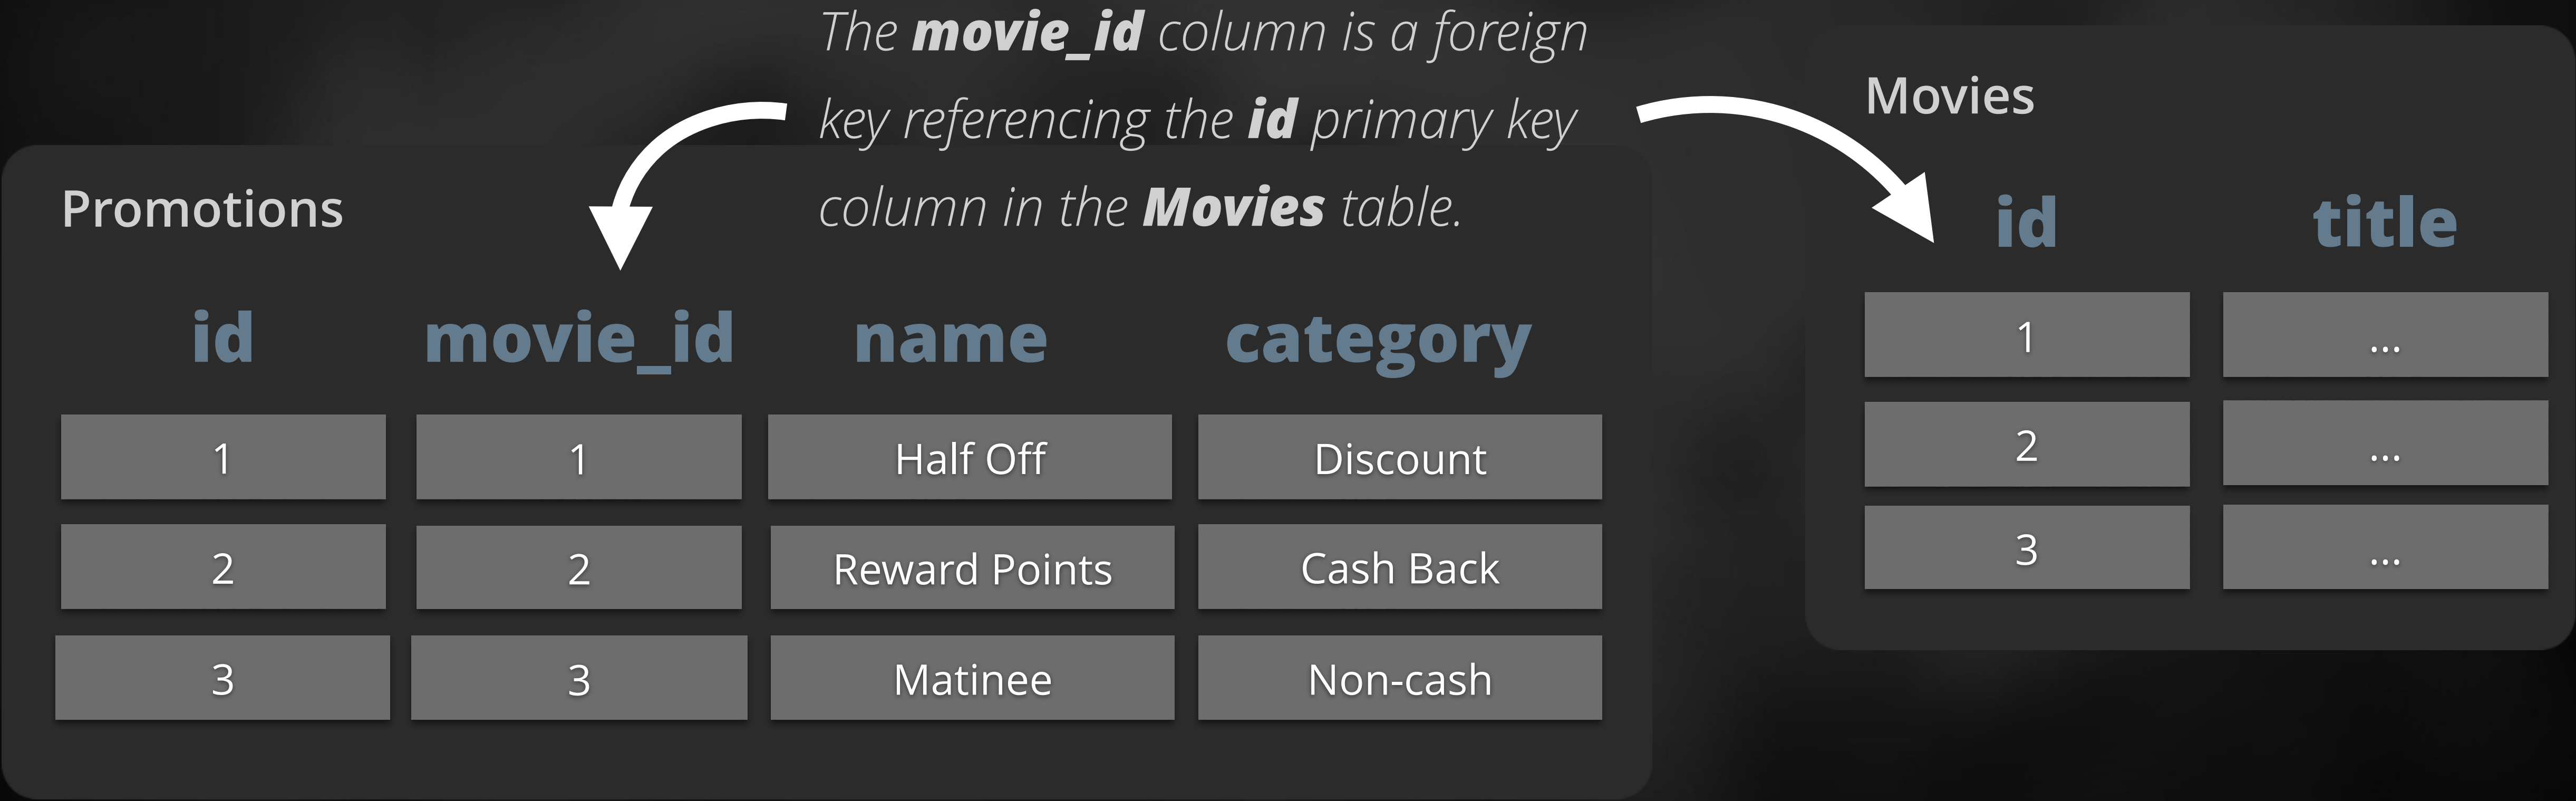 The movie_id column is a foreign
key referencing the id primary key
column in the Movies table.
Promotions
id movie_id name category
1 1 Half Off Discount
2 2 Reward Points Cash Back
3 3 Matinee Non-cash
Movies
id title
1 ...
2 ...
3 ...